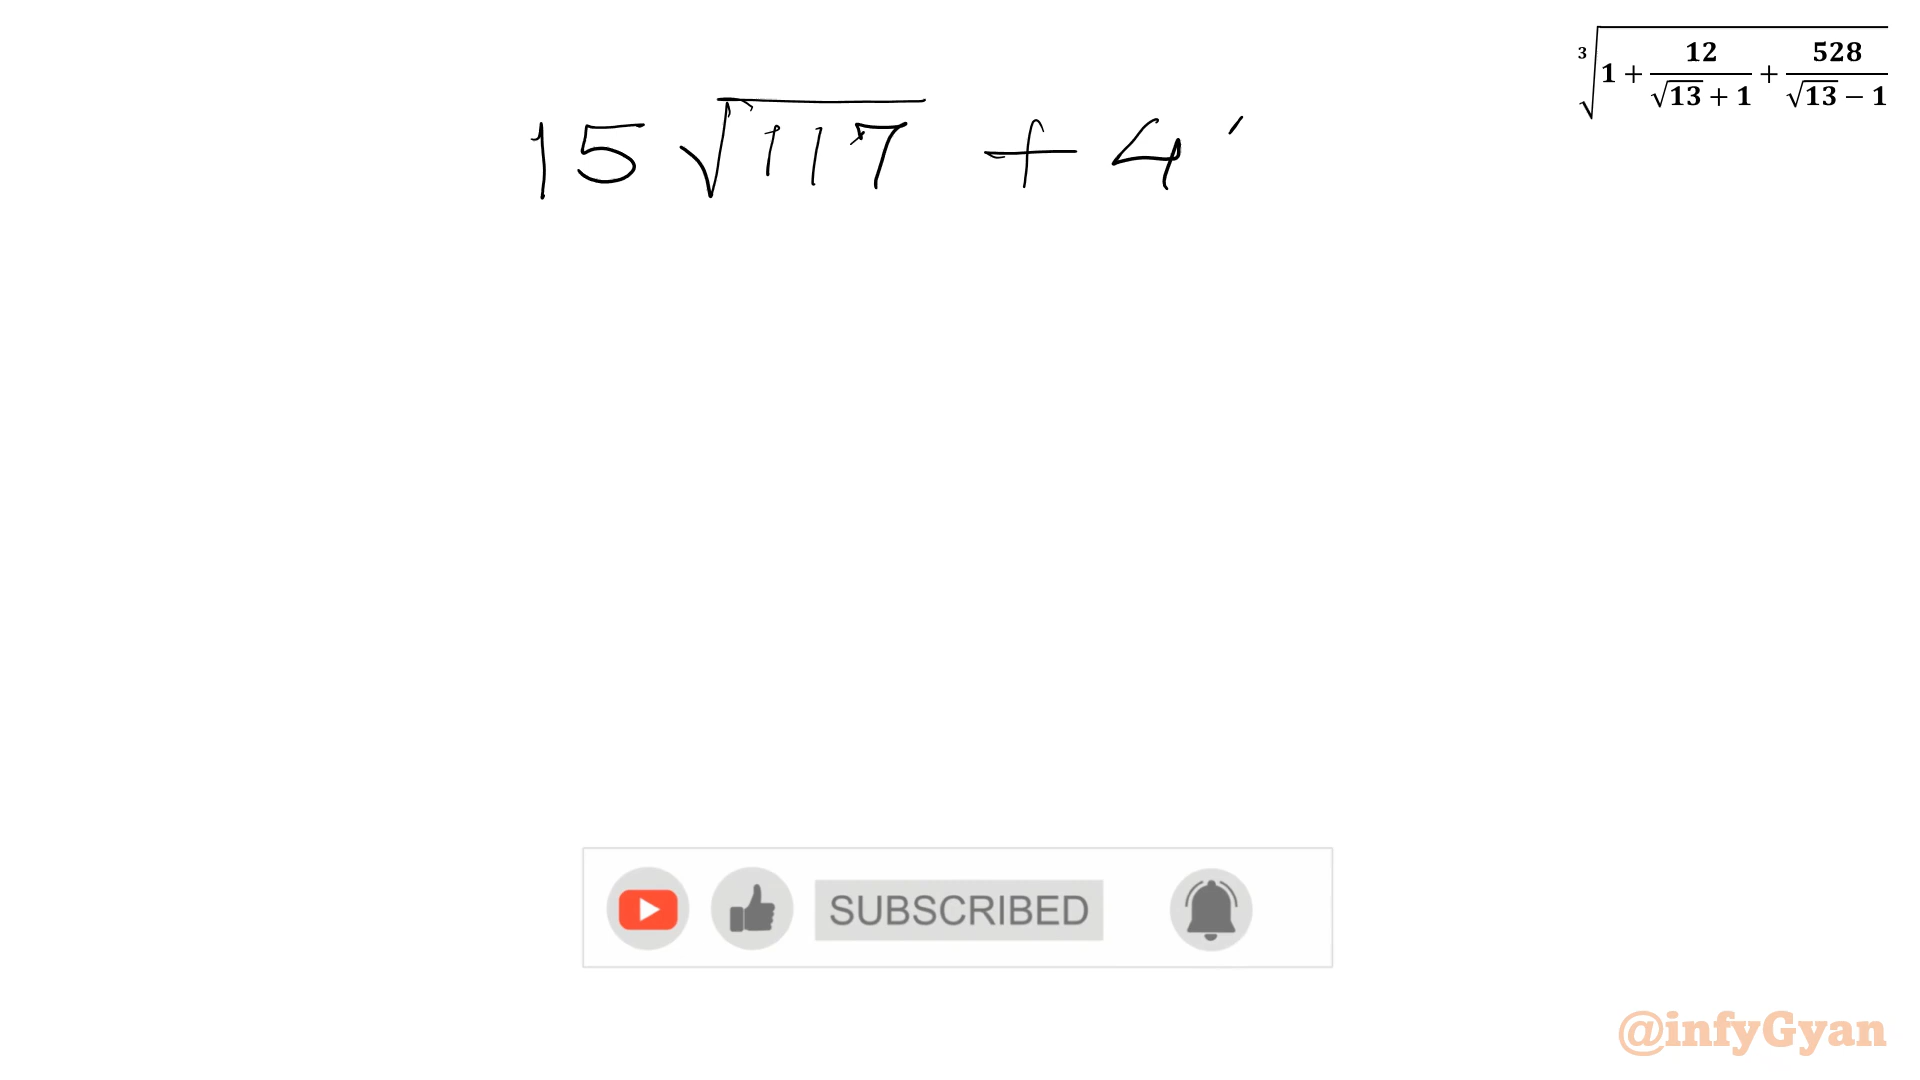 ∛(1 + 12/(√13 + 1) + 528/(√13 − 1))
15√117 + 4
SUBSCRIBED
@infyGyan